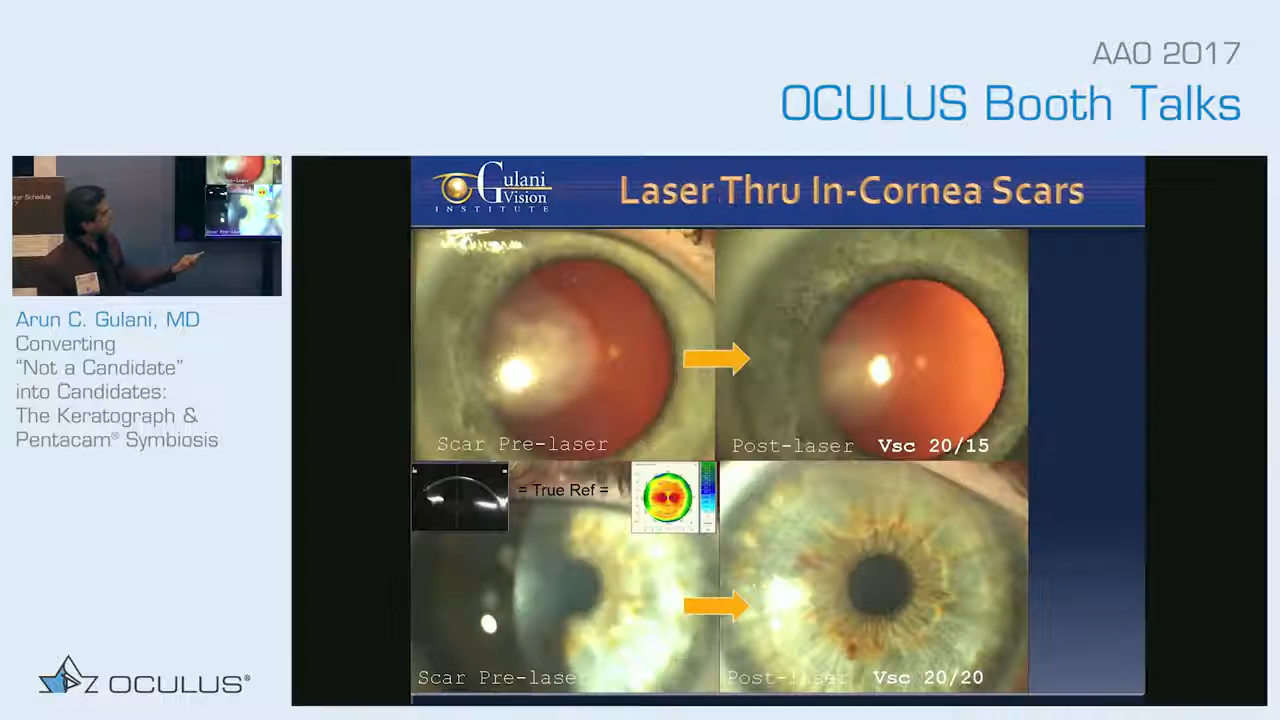 AAO 2017
OCULUS Booth Talks
Arun C. Gulani, MD
Converting
“Not a Candidate”
into Candidates:
The Keratograph &
Pentacam® Symbiosis
OCULUS®
Gulani
Vision
INSTITUTE
Laser Thru In-Cornea Scars
Scar Pre-laser
Post-laser Vsc 20/15
= True Ref =
Scar Pre-lase
Post-laser Vsc 20/20